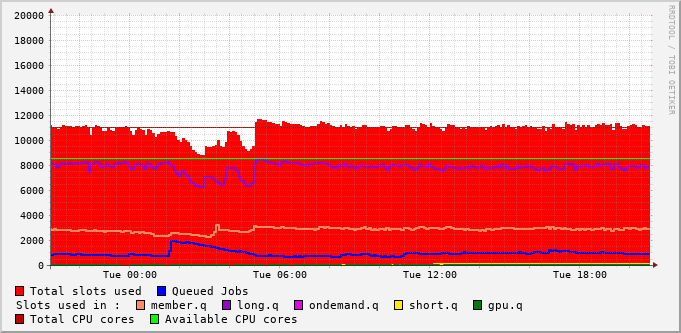 20000
18000
16000
14000
12000
10000
8000
6000
4000
2000
0
Tue 00:00 Tue 06:00 Tue 12:00 Tue 18:00
RRDTOOL / TOBI OETIKER
Total slots used Queued Jobs
Slots used in : member.q long.q ondemand.q short.q gpu.q
Total CPU cores Available CPU cores